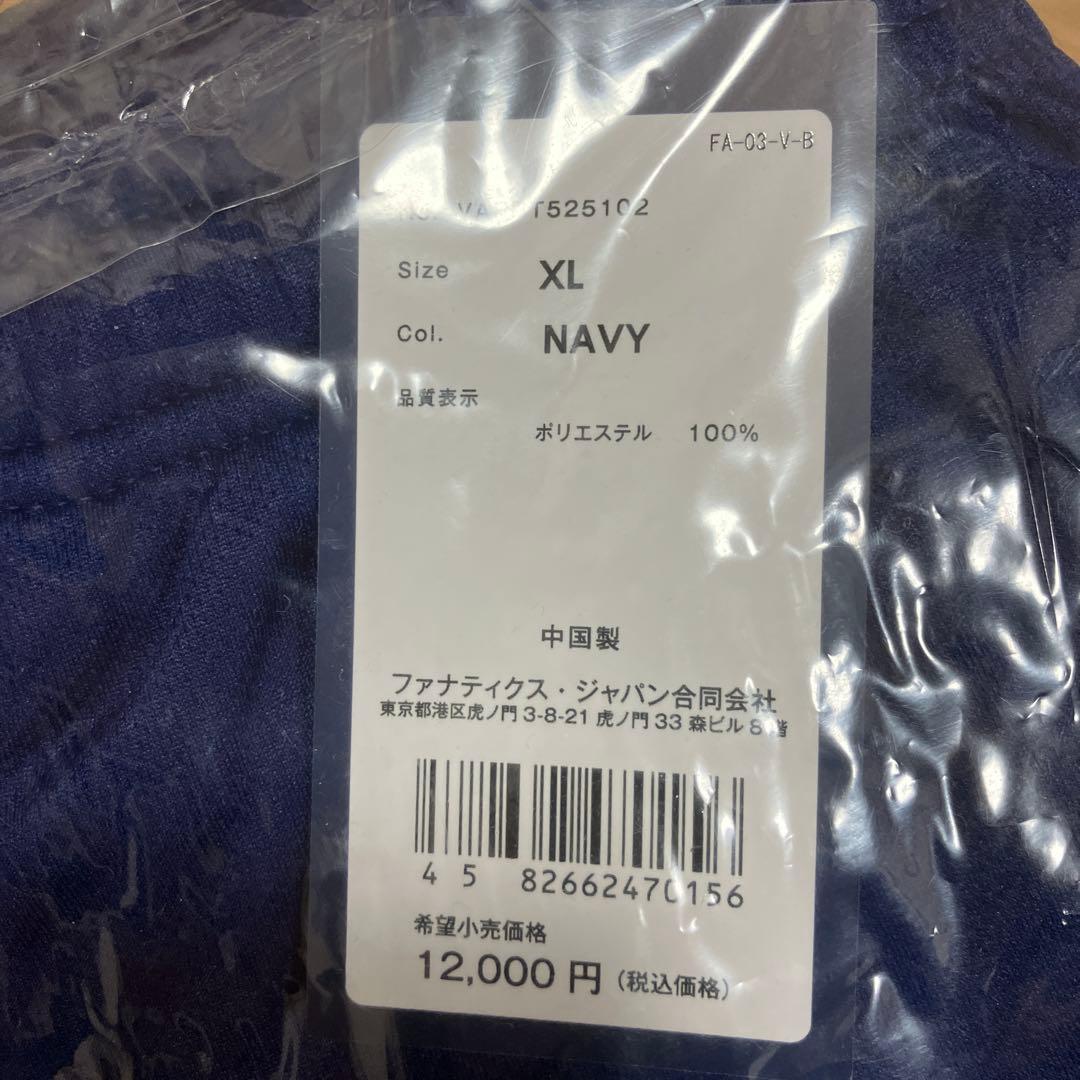 FA-03-V-B
T525102
Size XL
Col. NAVY
品質表示
ポリエステル 100%
中国製
ファナティクス・ジャパン合同会社
東京都港区虎ノ門 3-8-21 虎ノ門 33 森ビル 8 階
4 5 82662470156
希望小売価格
12,000 円 (税込価格)